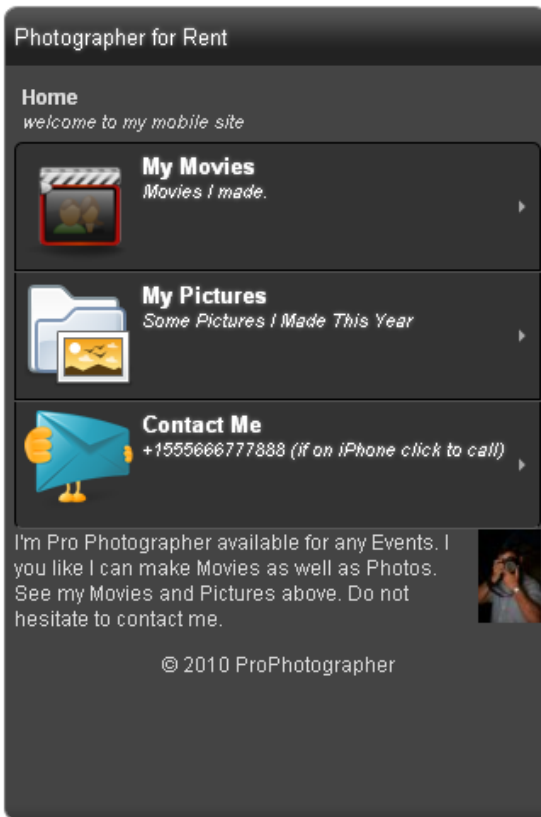 Photographer for Rent
Home
welcome to my mobile site
My Movies
Movies I made.
My Pictures
Some Pictures I Made This Year
Contact Me
+1555666777888 (if on iPhone click to call)
I'm Pro Photographer available for any Events. I
you like I can make Movies as well as Photos.
See my Movies and Pictures above. Do not
hesitate to contact me.
© 2010 ProPhotographer